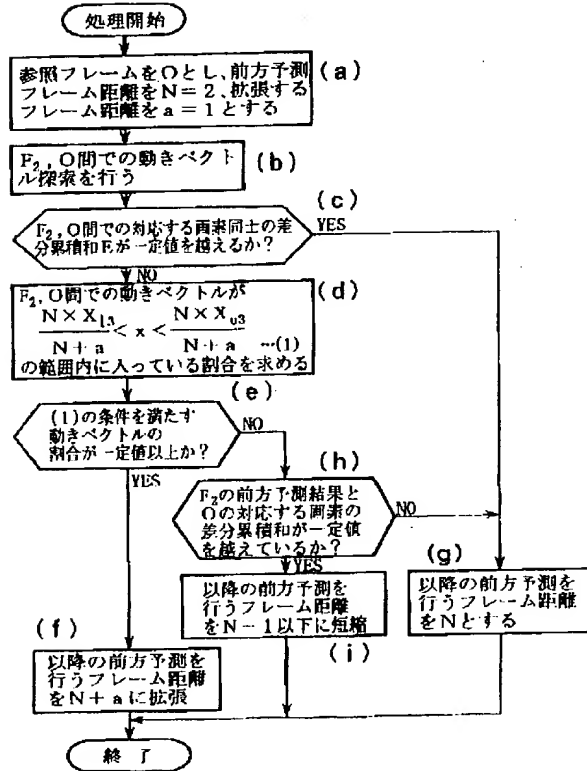 処理開始
参照フレームをOとし、前方予測
フレーム距離をN=2、拡張する
フレーム距離をa=1とする
(a)
F₂,O間での動きベクト
ル探索を行う
(b)
(c)
F₂,O間での対応する画素同士の差
分累積和Eが一定値を越えるか?
YES
NO
F₂,O間での動きベクトルが
N×X_l3 / N+a < x < N×X_u3 / N+a …(1)
の範囲内に入っている割合を求める
(d)
(e)
(1)の条件を満たす
動きベクトルの
割合が一定値以上か?
NO
YES
(h)
F₂の前方予測結果と
Oの対応する画素の
差分累積和が一定値
を越えているか?
NO
YES
(g)
以降の前方予測を
行うフレーム距離
をN-1以下に短縮
(i)
以降の前方予測を
行うフレーム距離
をNとする
(f)
以降の前方予測を
行うフレーム距離
をN+aに拡張
終了